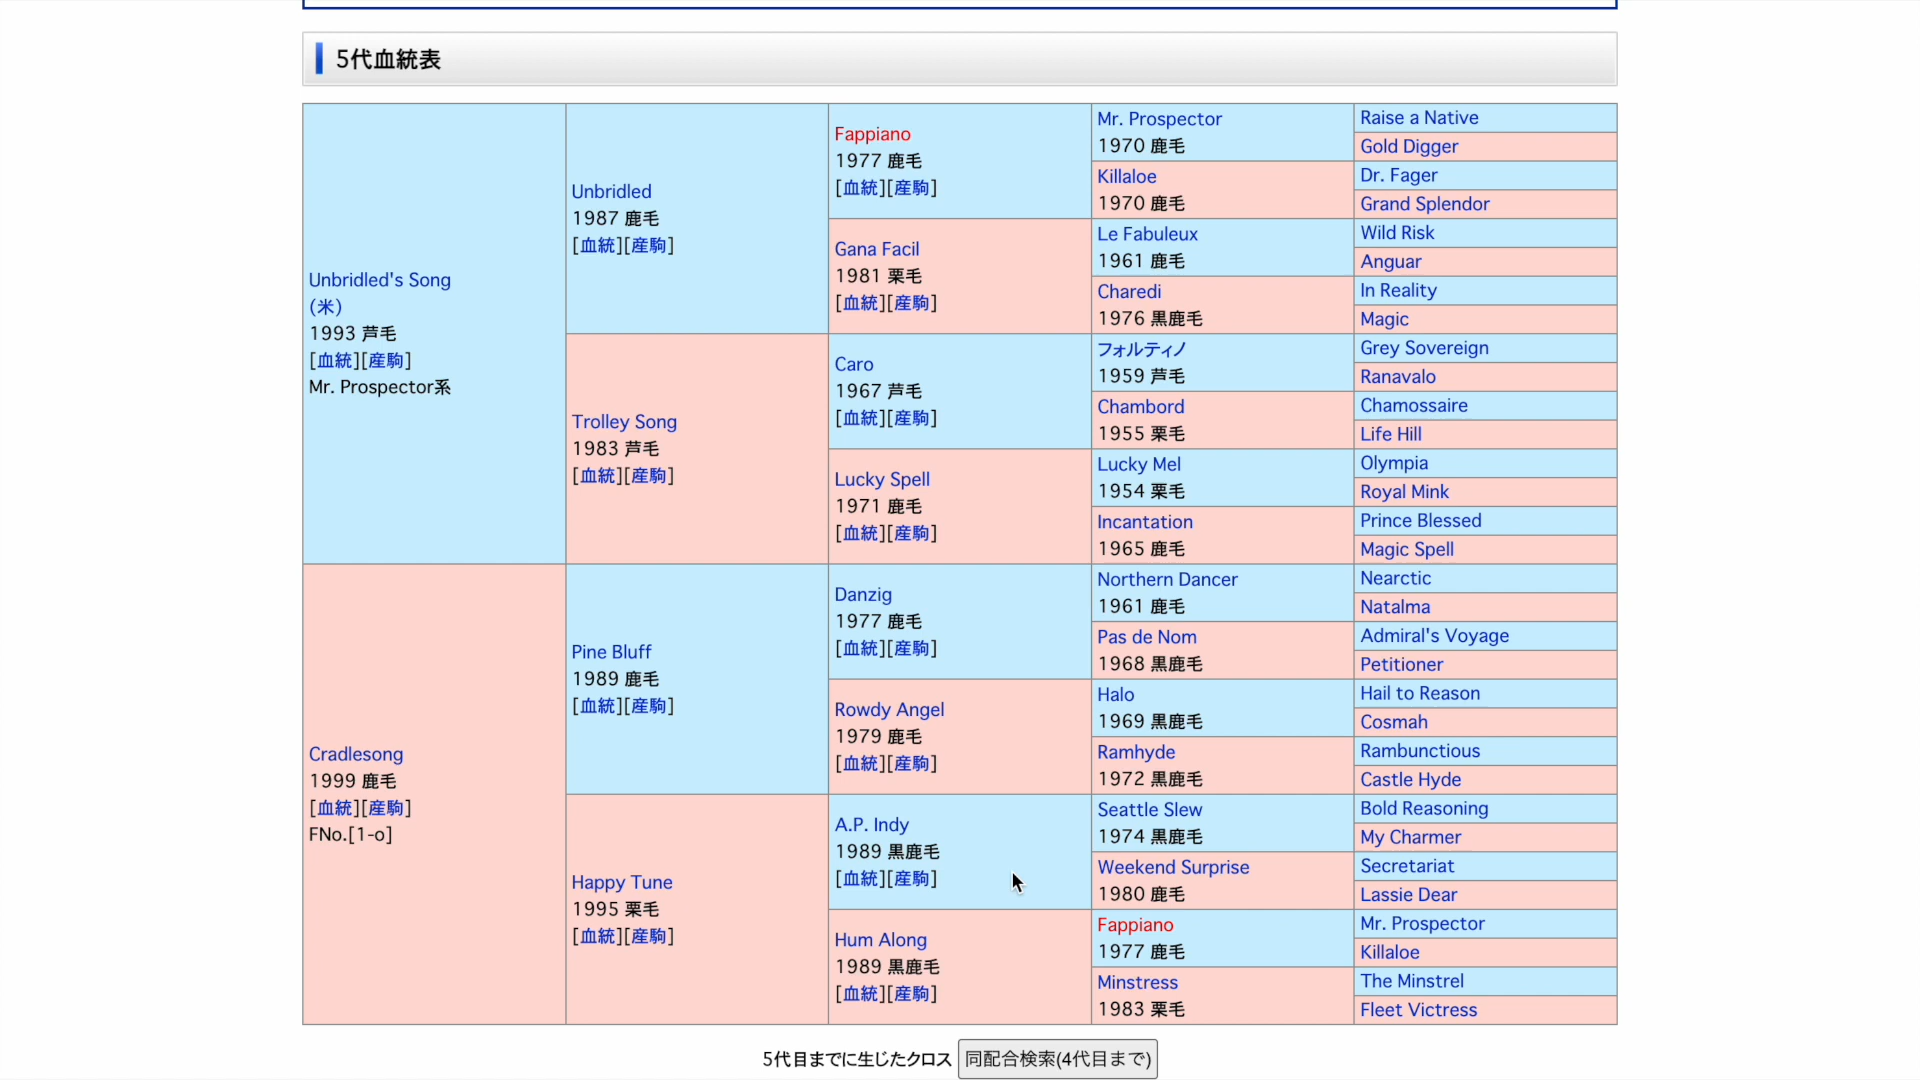 5代血統表
Unbridled's Song
(米)
1993 芦毛
[血統][産駒]
Mr. Prospector系
Unbridled
1987 鹿毛
[血統][産駒]
Fappiano
1977 鹿毛
[血統][産駒]
Mr. Prospector
1970 鹿毛
Raise a Native
Gold Digger
Killaloe
1970 鹿毛
Dr. Fager
Grand Splendor
Gana Facil
1981 栗毛
[血統][産駒]
Le Fabuleux
1961 鹿毛
Wild Risk
Anguar
Charedi
1976 黒鹿毛
In Reality
Magic
Trolley Song
1983 芦毛
[血統][産駒]
Caro
1967 芦毛
[血統][産駒]
フォルティノ
1959 芦毛
Grey Sovereign
Ranavalo
Chambord
1955 栗毛
Chamossaire
Life Hill
Lucky Spell
1971 鹿毛
[血統][産駒]
Lucky Mel
1954 栗毛
Olympia
Royal Mink
Incantation
1965 鹿毛
Prince Blessed
Magic Spell
Cradlesong
1999 鹿毛
[血統][産駒]
FNo.[1-o]
Pine Bluff
1989 鹿毛
[血統][産駒]
Danzig
1977 鹿毛
[血統][産駒]
Northern Dancer
1961 鹿毛
Nearctic
Natalma
Pas de Nom
1968 黒鹿毛
Admiral's Voyage
Petitioner
Rowdy Angel
1979 鹿毛
[血統][産駒]
Halo
1969 黒鹿毛
Hail to Reason
Cosmah
Ramhyde
1972 黒鹿毛
Rambunctious
Castle Hyde
Happy Tune
1995 栗毛
[血統][産駒]
A.P. Indy
1989 黒鹿毛
[血統][産駒]
Seattle Slew
1974 黒鹿毛
Bold Reasoning
My Charmer
Weekend Surprise
1980 鹿毛
Secretariat
Lassie Dear
Hum Along
1989 黒鹿毛
[血統][産駒]
Fappiano
1977 鹿毛
Mr. Prospector
Killaloe
Minstress
1983 栗毛
The Minstrel
Fleet Victress
5代目までに生じたクロス 同配合検索(4代目まで)